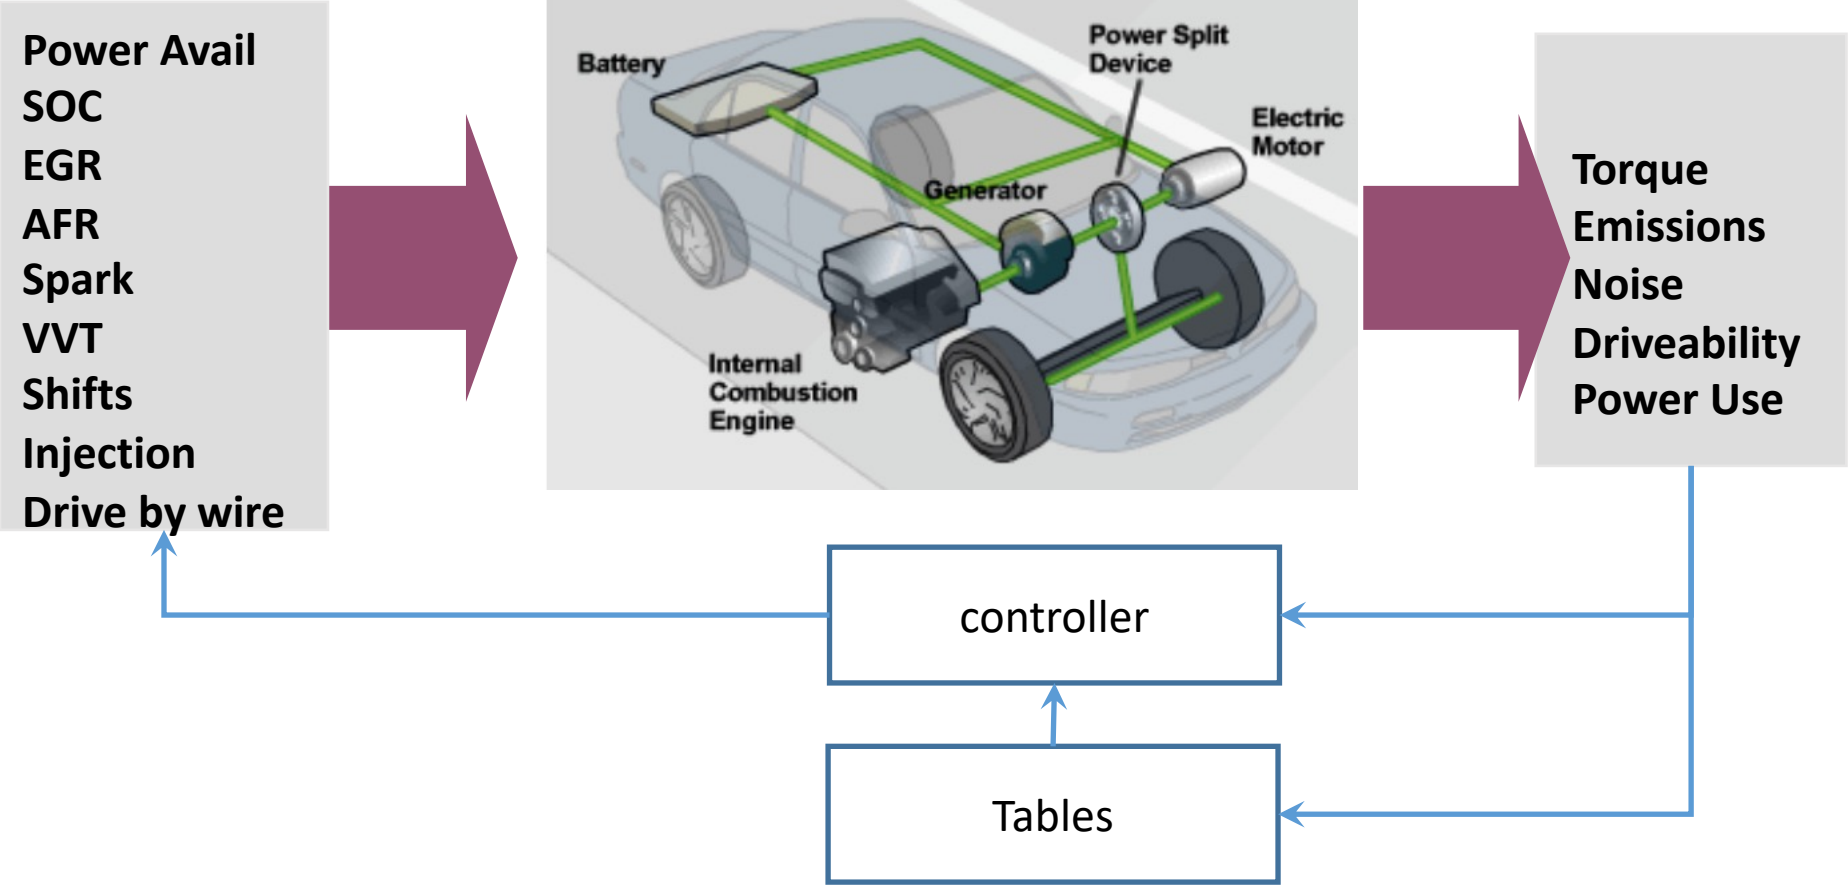 Power Avail
SOC
EGR
AFR
Spark
VVT
Shifts
Injection
Drive by wire
Battery
Power Split
Device
Electric
Motor
Generator
Internal
Combustion
Engine
Torque
Emissions
Noise
Driveability
Power Use
controller
Tables